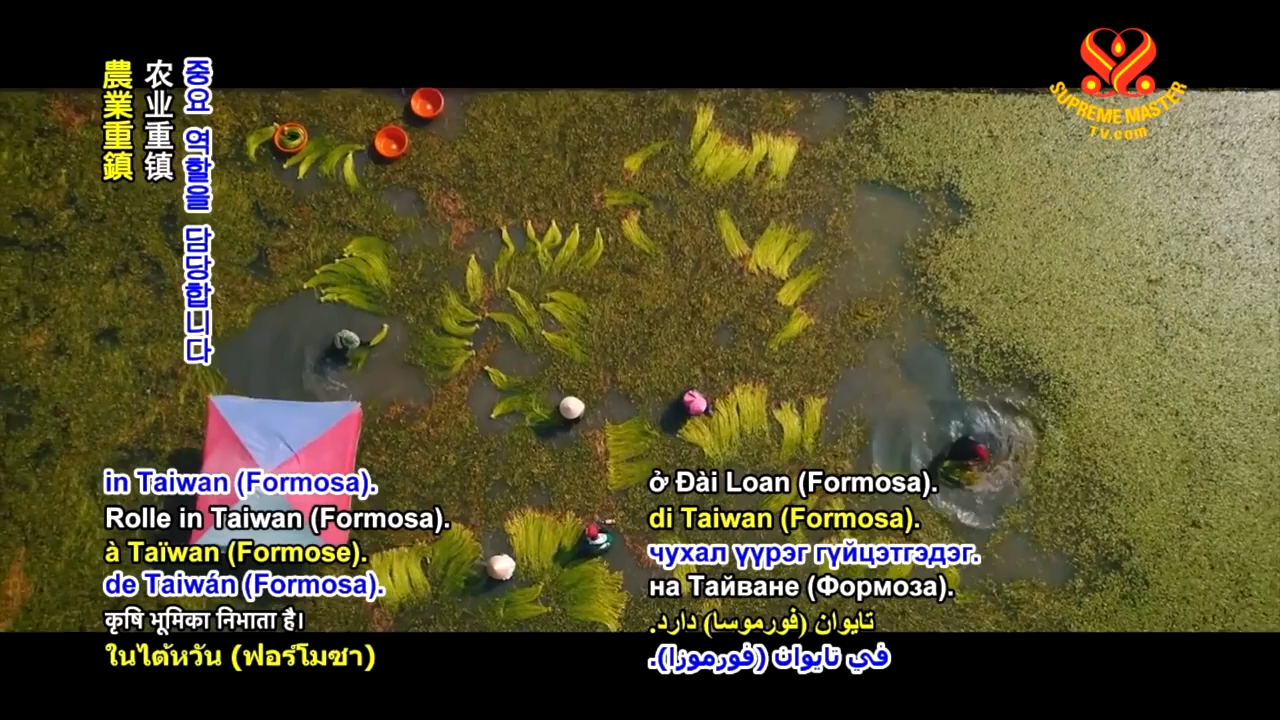 農業重鎮
农业重镇
중요 역할을 담당합니다
SUPREME MASTER
TV.com
in Taiwan (Formosa).
Rolle in Taiwan (Formosa).
à Taïwan (Formose).
de Taiwán (Formosa).
कृषि भूमिका निभाता है।
ในไต้หวัน (ฟอร์โมซา)
ở Đài Loan (Formosa).
di Taiwan (Formosa).
чухал үүрэг гүйцэтгэдэг.
на Тайване (Формоза).
تایوان (فورموسا) دارد.
في تايوان (فورموزا).